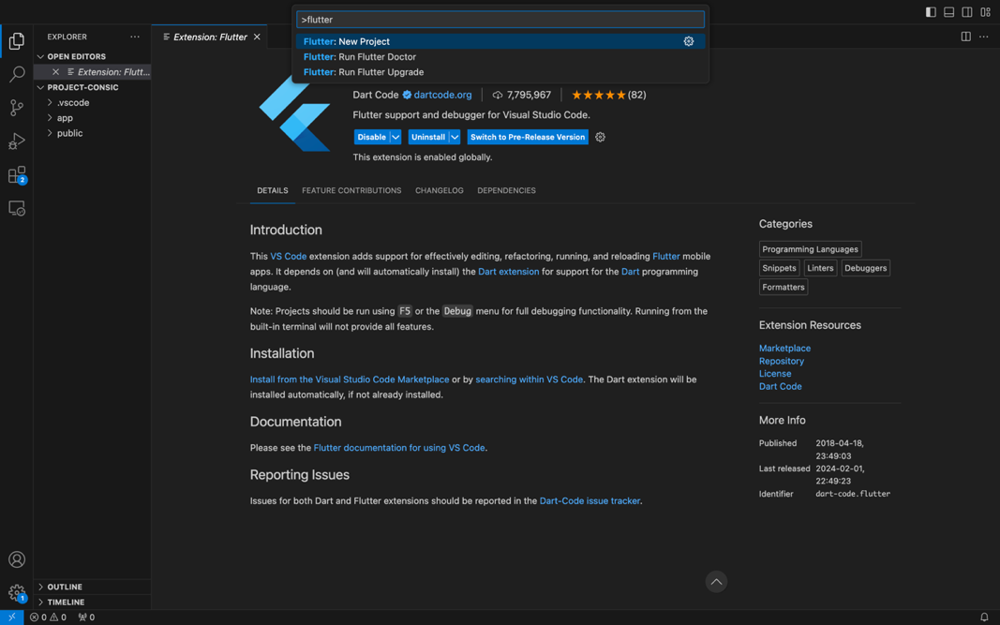 >flutter
Flutter: New Project
Flutter: Run Flutter Doctor
Flutter: Run Flutter Upgrade
EXPLORER
Extension: Flutter
OPEN EDITORS
Extension: Flutt...
PROJECT-CONSIC
.vscode
app
public
Dart Code dartcode.org 7,795,967 (82)
Flutter support and debugger for Visual Studio Code.
Disable Uninstall Switch to Pre-Release Version
This extension is enabled globally.
DETAILS FEATURE CONTRIBUTIONS CHANGELOG DEPENDENCIES
Introduction
This VS Code extension adds support for effectively editing, refactoring, running, and reloading Flutter mobile
apps. It depends on (and will automatically install) the Dart extension for support for the Dart programming
language.
Note: Projects should be run using F5 or the Debug menu for full debugging functionality. Running from the
built-in terminal will not provide all features.
Installation
Install from the Visual Studio Code Marketplace or by searching within VS Code. The Dart extension will be
installed automatically, if not already installed.
Documentation
Please see the Flutter documentation for using VS Code.
Reporting Issues
Issues for both Dart and Flutter extensions should be reported in the Dart-Code issue tracker.
Categories
Programming Languages
Snippets Linters Debuggers
Formatters
Extension Resources
Marketplace
Repository
License
Dart Code
More Info
Published 2018-04-18,
23:49:03
Last released 2024-02-01,
22:49:23
Identifier dart-code.flutter
2
1
OUTLINE
TIMELINE
0 0 0